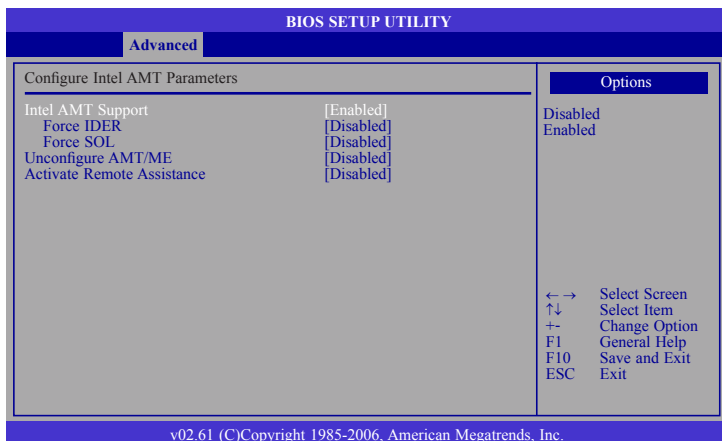 BIOS SETUP UTILITY
Advanced
Configure Intel AMT Parameters
Intel AMT Support [Enabled]
Force IDER [Disabled]
Force SOL [Disabled]
Unconfigure AMT/ME [Disabled]
Activate Remote Assistance [Disabled]
Options
Disabled
Enabled
←→ Select Screen
↑↓ Select Item
+- Change Option
F1 General Help
F10 Save and Exit
ESC Exit
v02.61 (C)Copyright 1985-2006, American Megatrends, Inc.